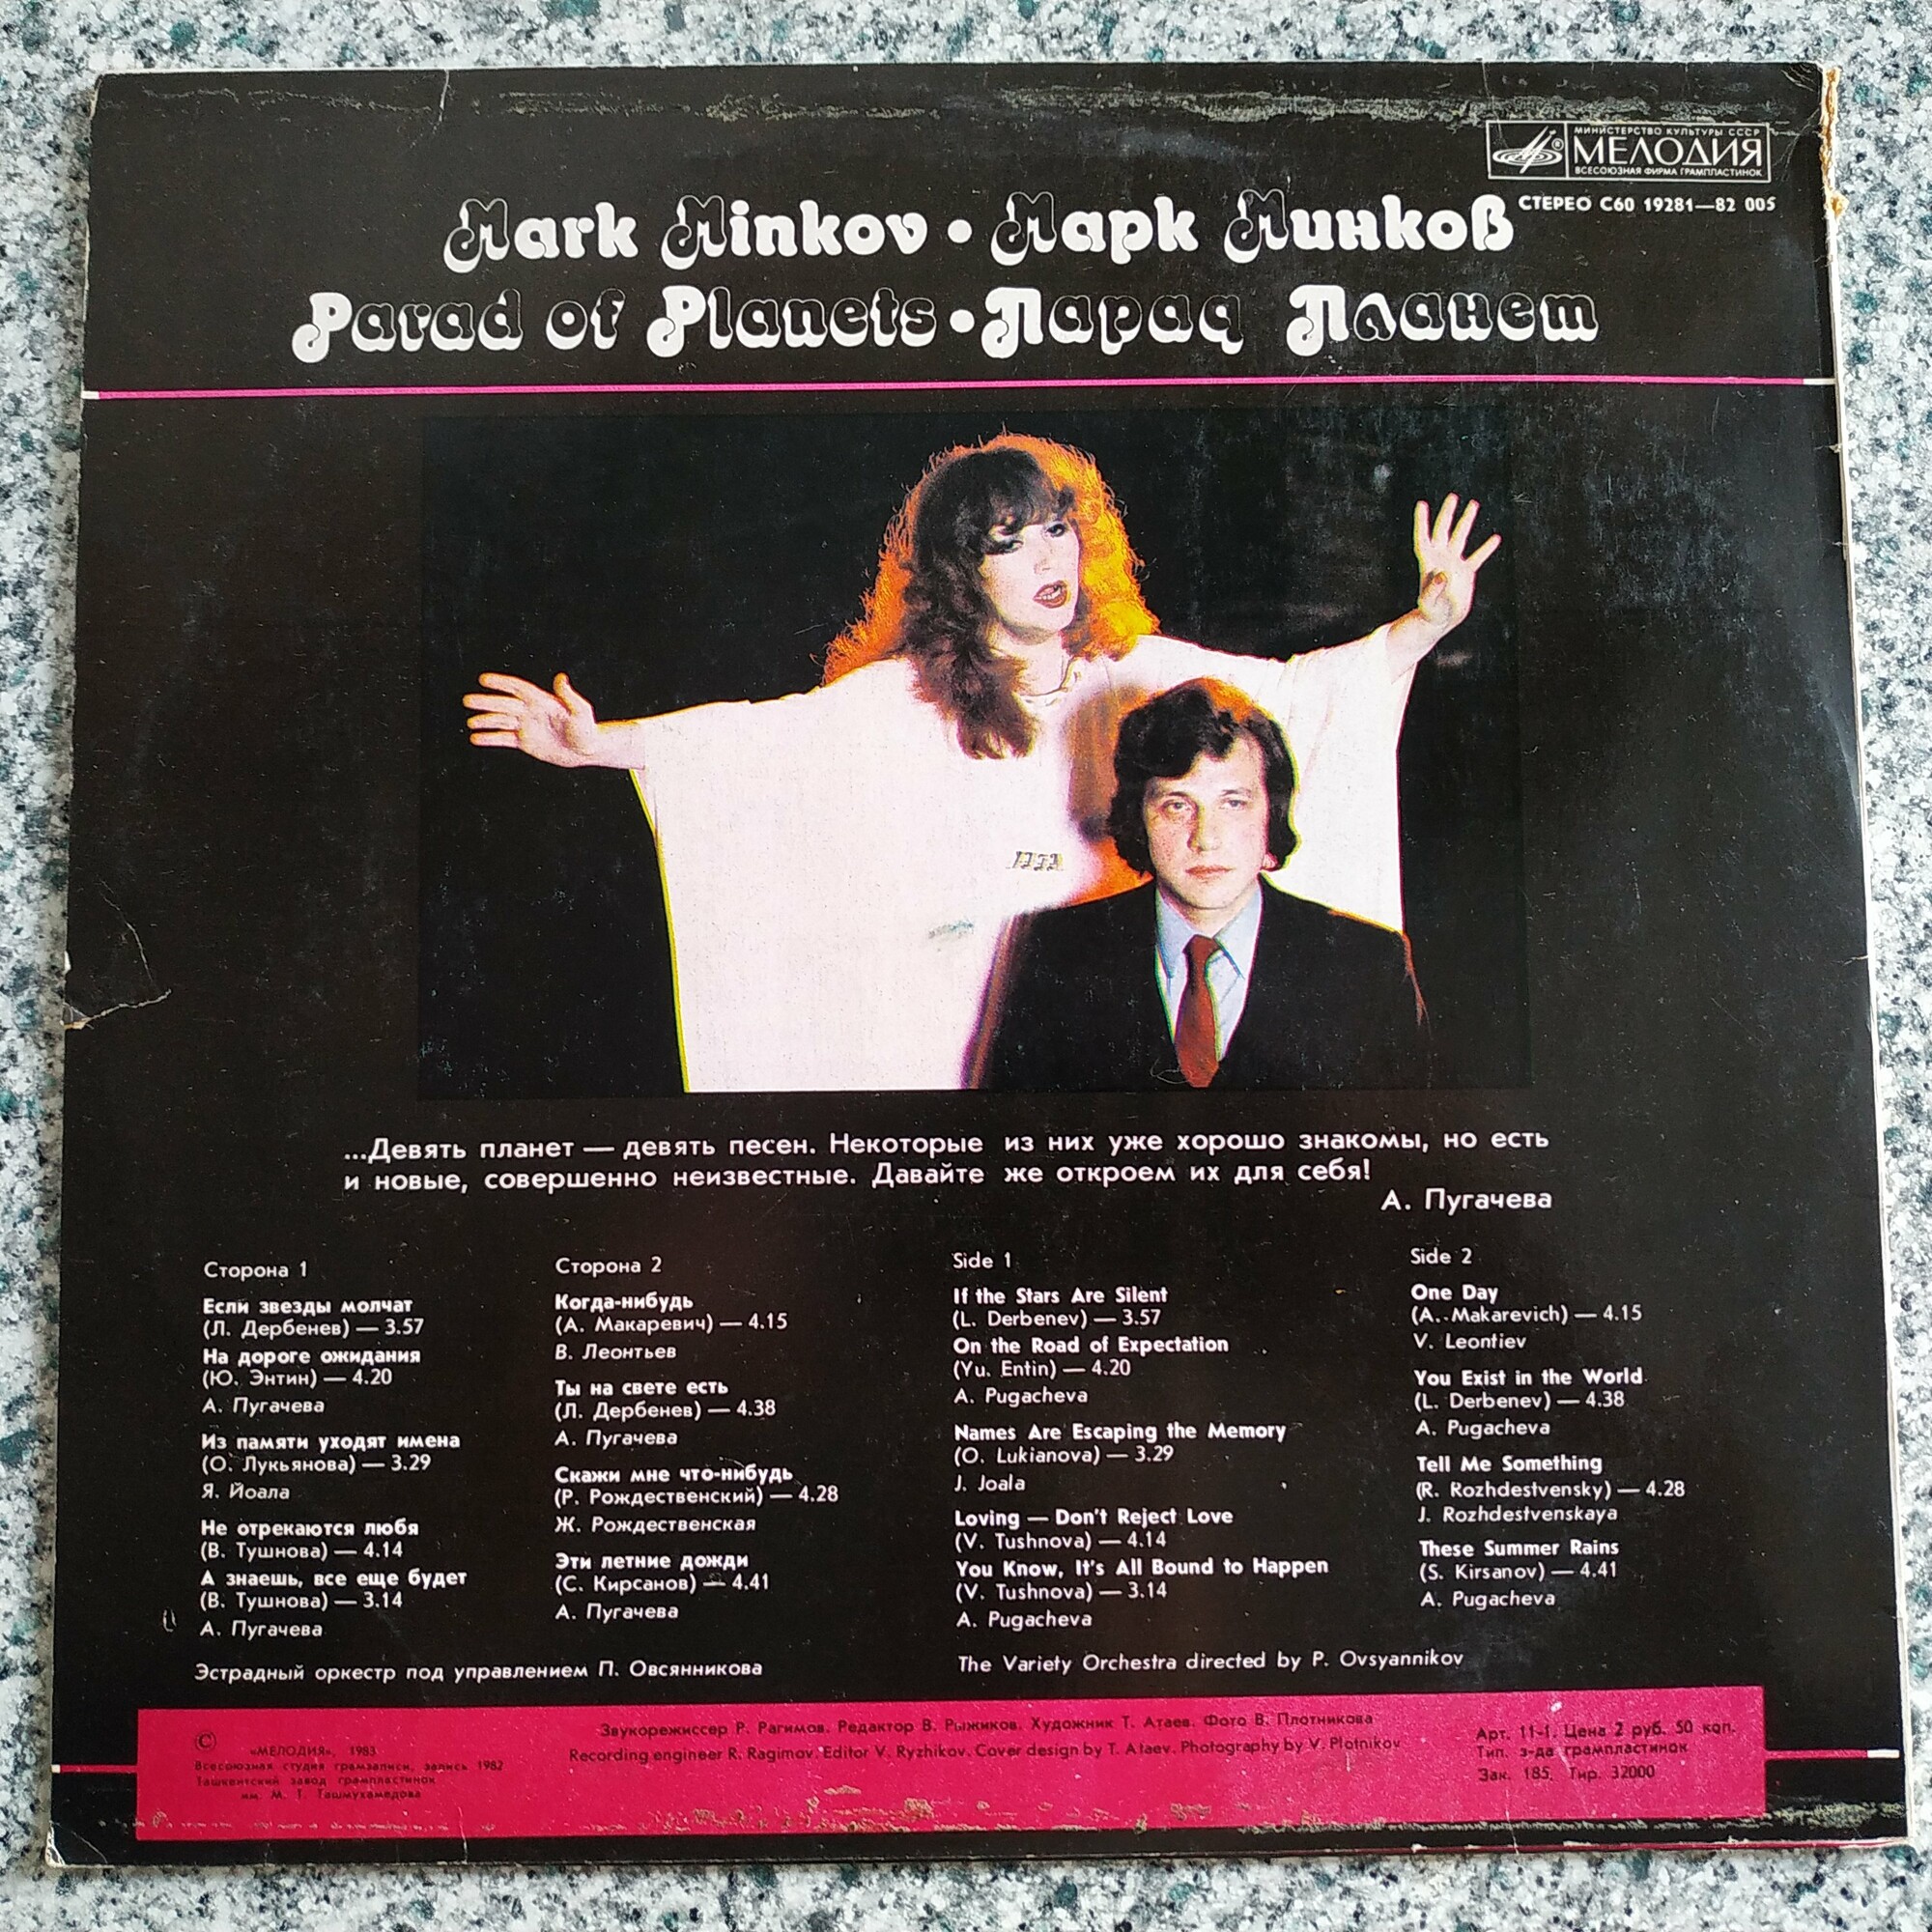 МИНИСТЕРСТВО КУЛЬТУРЫ СССР
МЕЛОДИЯ
ВСЕСОЮЗНАЯ ФИРМА ГРАМПЛАСТИНОК
СТЕРЕО С60 19281—82 005
Mark Minkov • Марк Минков
Parad of Planets • Парад Планет
...Девять планет — девять песен. Некоторые из них уже хорошо знакомы, но есть
и новые, совершенно неизвестные. Давайте же откроем их для себя!
А. Пугачева
Сторона 1
Если звезды молчат
(Л. Дербенев) — 3.57
На дороге ожидания
(Ю. Энтин) — 4.20
А. Пугачева
Из памяти уходят имена
(О. Лукьянова) — 3.29
Я. Йоала
Не отрекаются любя
(В. Тушнова) — 4.14
А знаешь, все еще будет
(В. Тушнова) — 3.14
А. Пугачева
Сторона 2
Когда-нибудь
(А. Макаревич) — 4.15
В. Леонтьев
Ты на свете есть
(Л. Дербенев) — 4.38
А. Пугачева
Скажи мне что-нибудь
(Р. Рождественский) — 4.28
Ж. Рождественская
Эти летние дожди
(С. Кирсанов) — 4.41
А. Пугачева
Эстрадный оркестр под управлением П. Овсянникова
Side 1
If the Stars Are Silent
(L. Derbenev) — 3.57
On the Road of Expectation
(Yu. Entin) — 4.20
A. Pugacheva
Names Are Escaping the Memory
(O. Lukianova) — 3.29
J. Joala
Loving — Don't Reject Love
(V. Tushnova) — 4.14
You Know, It's All Bound to Happen
(V. Tushnova) — 3.14
A. Pugacheva
Side 2
One Day
(A. Makarevich) — 4.15
V. Leontiev
You Exist in the World
(L. Derbenev) — 4.38
A. Pugacheva
Tell Me Something
(R. Rozhdestvensky) — 4.28
J. Rozhdestvenskaya
These Summer Rains
(S. Kirsanov) — 4.41
A. Pugacheva
The Variety Orchestra directed by P. Ovsyannikov
©
«МЕЛОДИЯ», 1983
Всесоюзная студия грамзаписи, запись 1982
Ташкентский завод грампластинок
им. М. Т. Ташмухамедова
Звукорежиссер Р. Рагимов. Редактор В. Рыжиков. Художник Т. Атаев. Фото В. Плотникова
Recording engineer R. Ragimov. Editor V. Ryzhikov. Cover design by T. Ataev. Photography by V. Plotnikov
Арт. 11-1. Цена 2 руб. 50 коп.
Тип. з-да грампластинок
Зак. 185. Тир. 32000